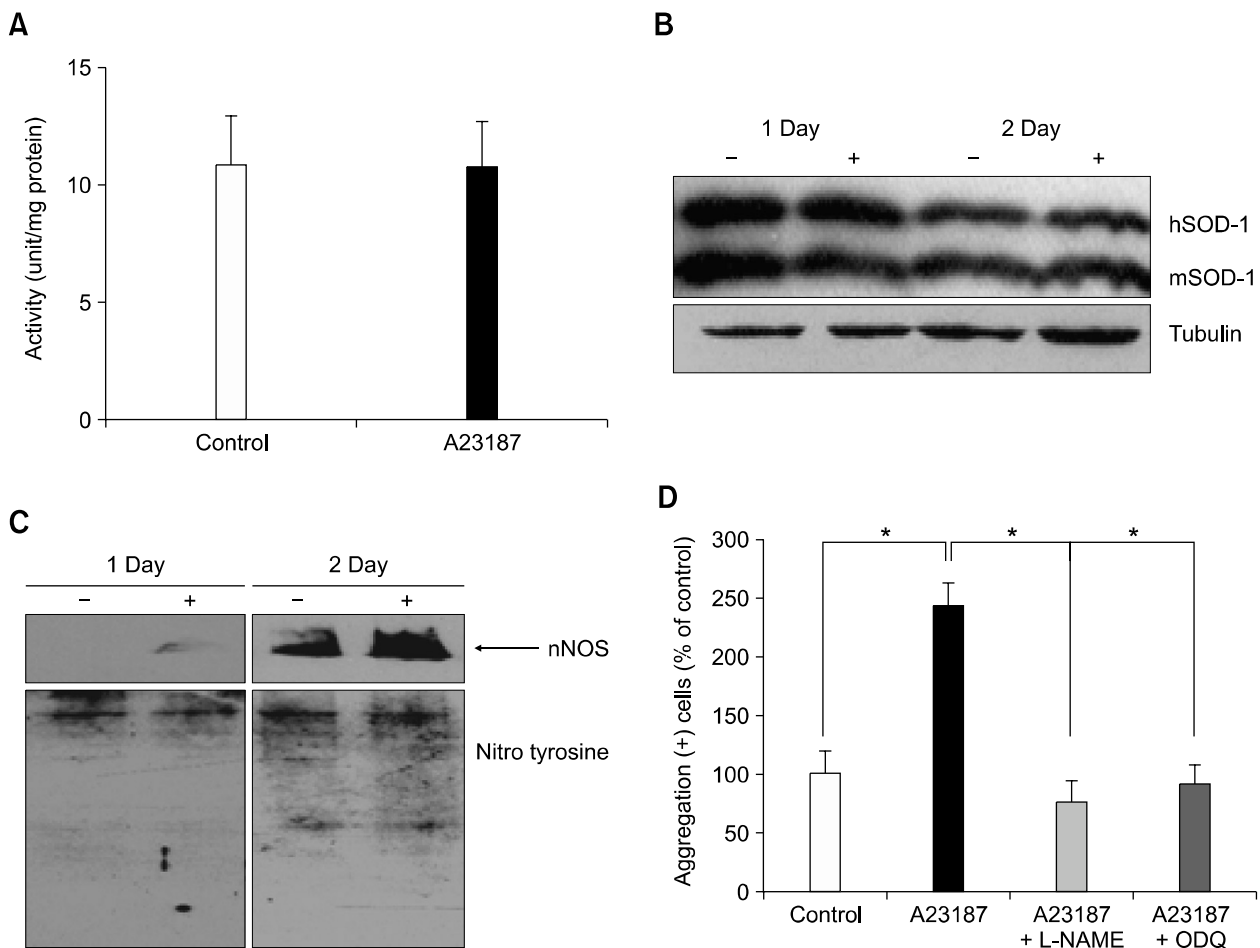 A
15
10
5
0
Activity (unit/mg protein)
Control A23187
B
1 Day 2 Day
− + − +
hSOD-1
mSOD-1
Tubulin
C
1 Day 2 Day
− + − +
nNOS
Nitro tyrosine
D
* * *
300
250
200
150
100
50
0
Aggregation (+) cells (% of control)
Control A23187 A23187 A23187
+ L-NAME + ODQ